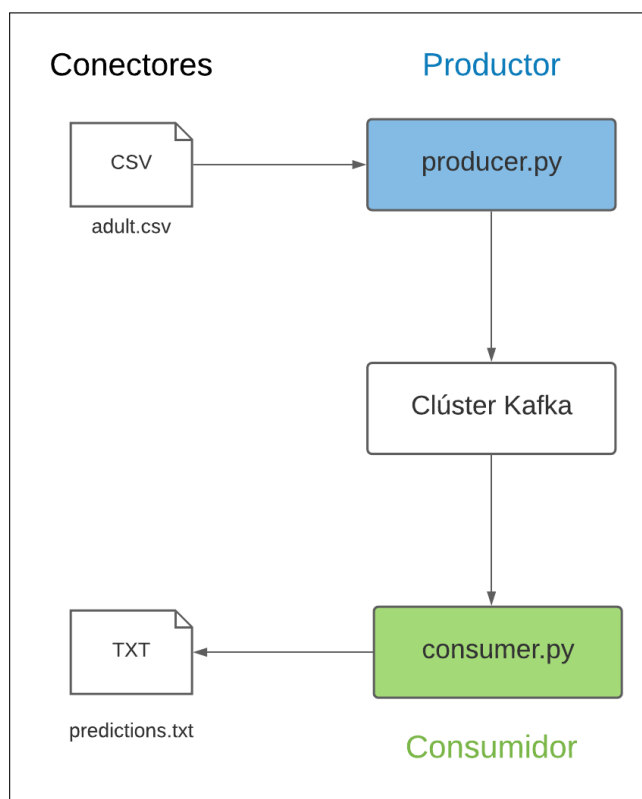 Conectores
Productor
CSV
producer.py
adult.csv
Clúster Kafka
TXT
consumer.py
predictions.txt
Consumidor